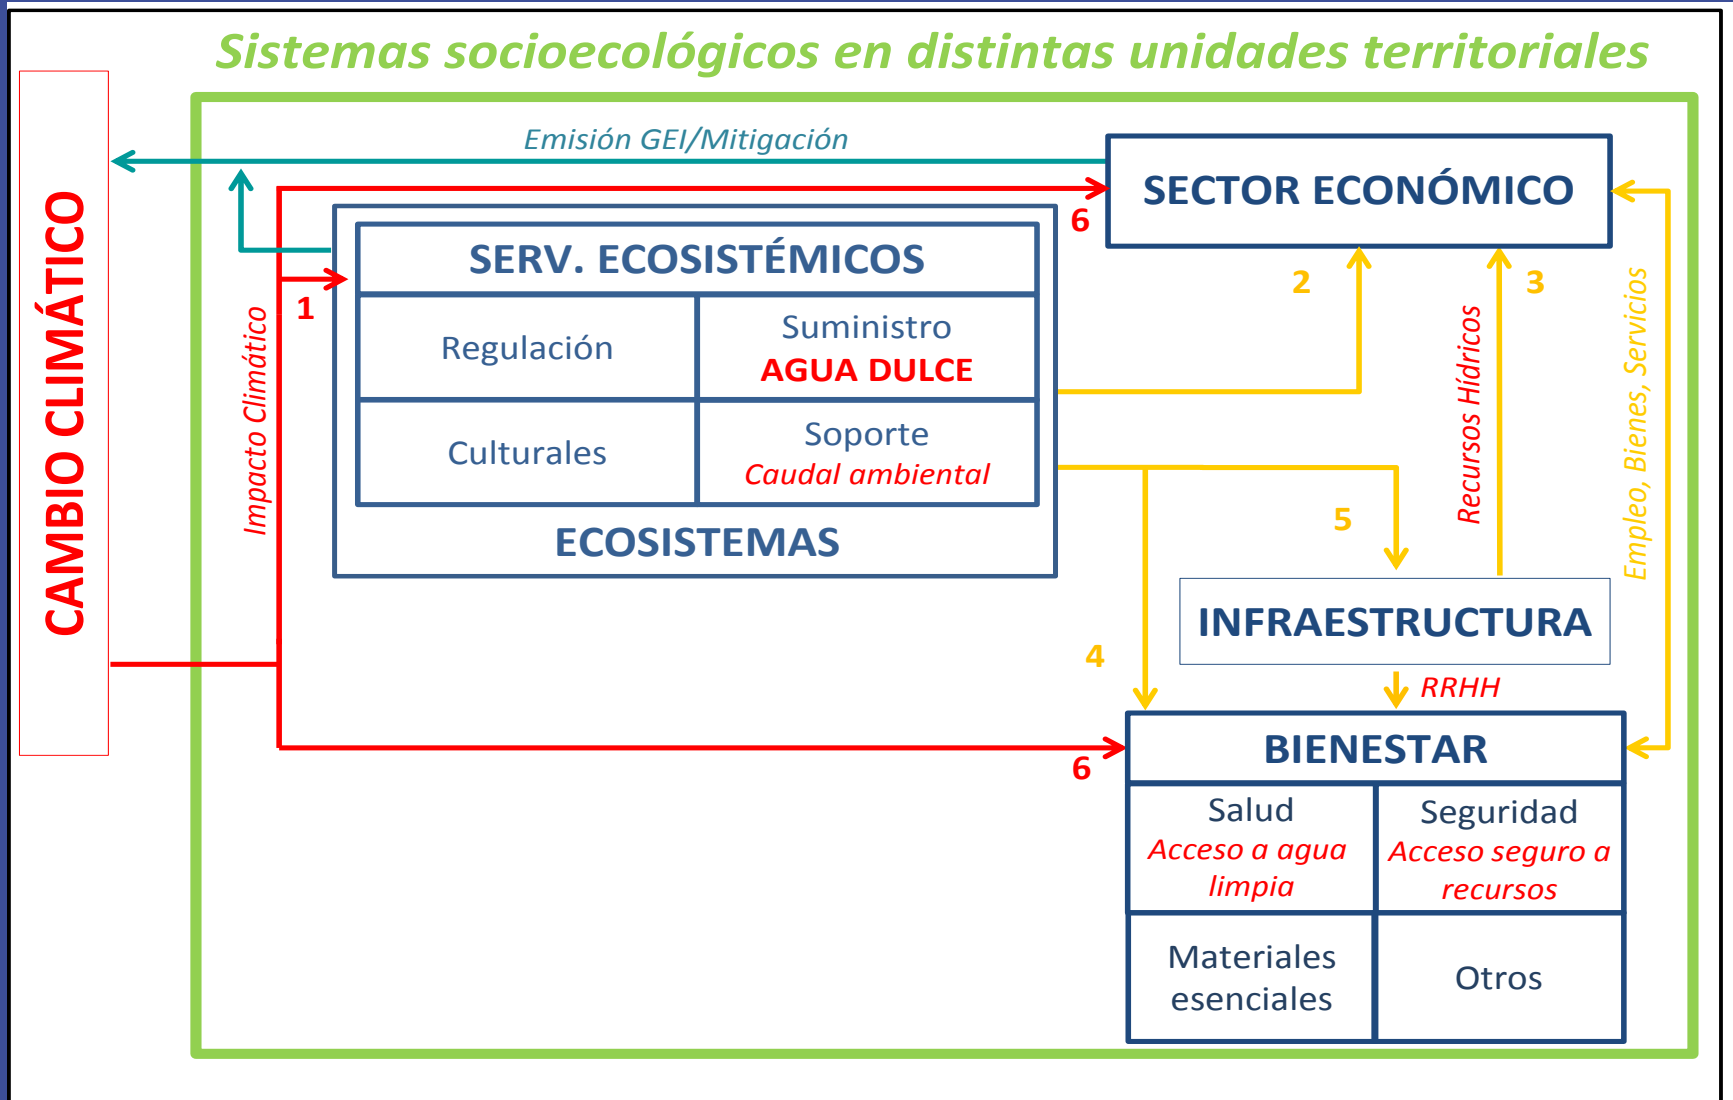 Sistemas socioecológicos en distintas unidades territoriales
CAMBIO CLIMÁTICO
Emisión GEI/Mitigación
SECTOR ECONÓMICO
6
SERV. ECOSISTÉMICOS
1
2
3
Impacto Climático
Regulación
Suministro
AGUA DULCE
Recursos Hídricos
Empleo, Bienes, Servicios
Culturales
Soporte
Caudal ambiental
ECOSISTEMAS
5
INFRAESTRUCTURA
4
RRHH
6
BIENESTAR
Salud
Acceso a agua
limpia
Seguridad
Acceso seguro a
recursos
Materiales
esenciales
Otros